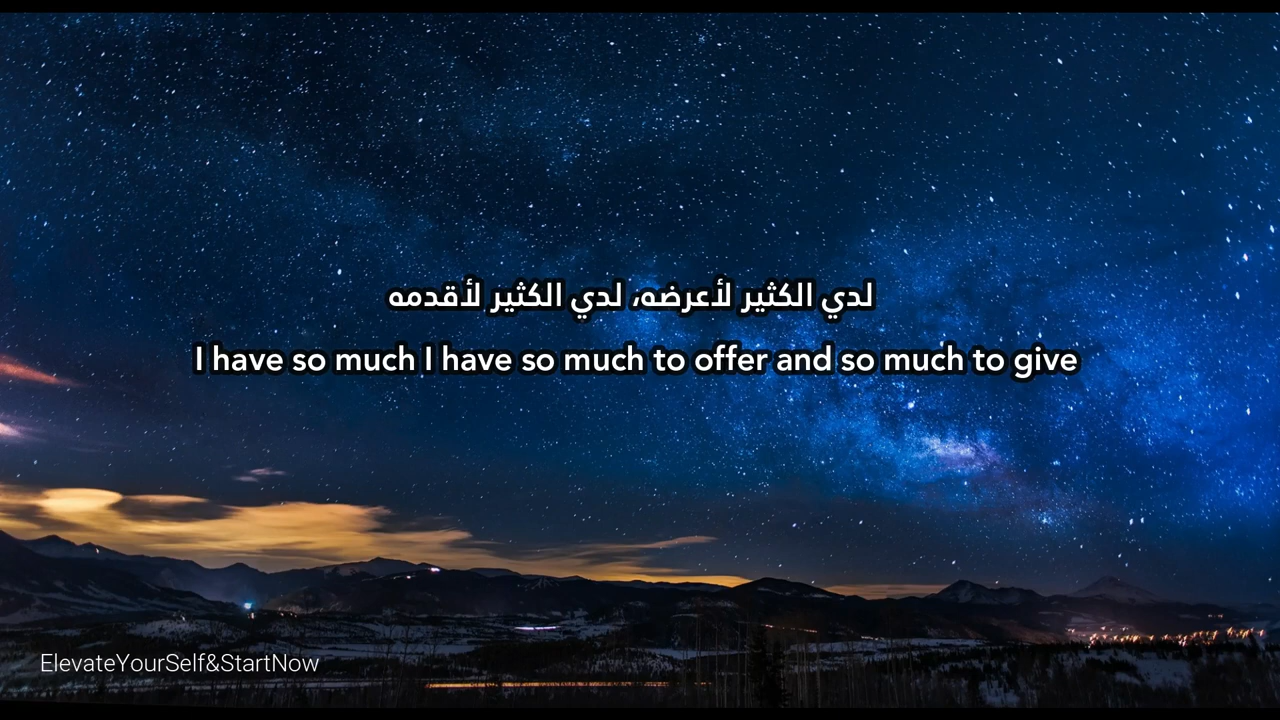 لدي الكثير لأعرضه، لدي الكثير لأقدمه
I have so much I have so much to offer and so much to give
ElevateYourSelf&StartNow